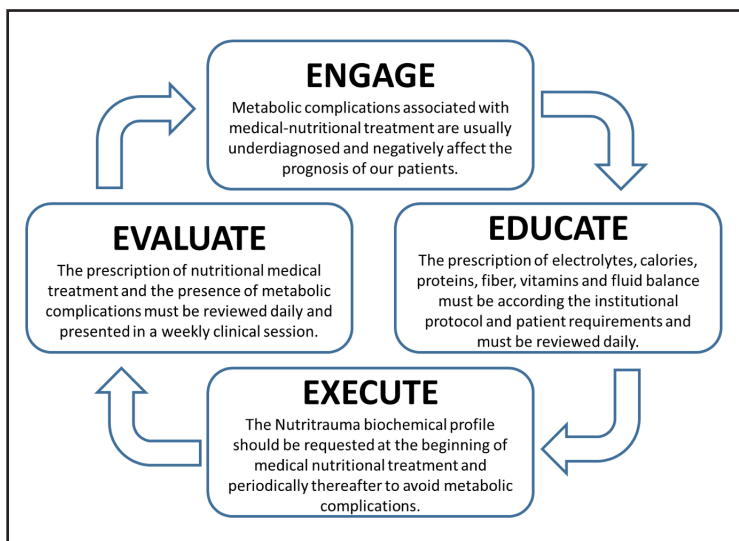 ENGAGE
Metabolic complications associated with
medical-nutritional treatment are usually
underdiagnosed and negatively affect the
prognosis of our patients.
EVALUATE
The prescription of nutritional medical
treatment and the presence of metabolic
complications must be reviewed daily and
presented in a weekly clinical session.
EDUCATE
The prescription of electrolytes, calories,
proteins, fiber, vitamins and fluid balance
must be according the institutional
protocol and patient requirements and
must be reviewed daily.
EXECUTE
The Nutritrauma biochemical profile
should be requested at the beginning of
medical nutritional treatment and
periodically thereafter to avoid metabolic
complications.